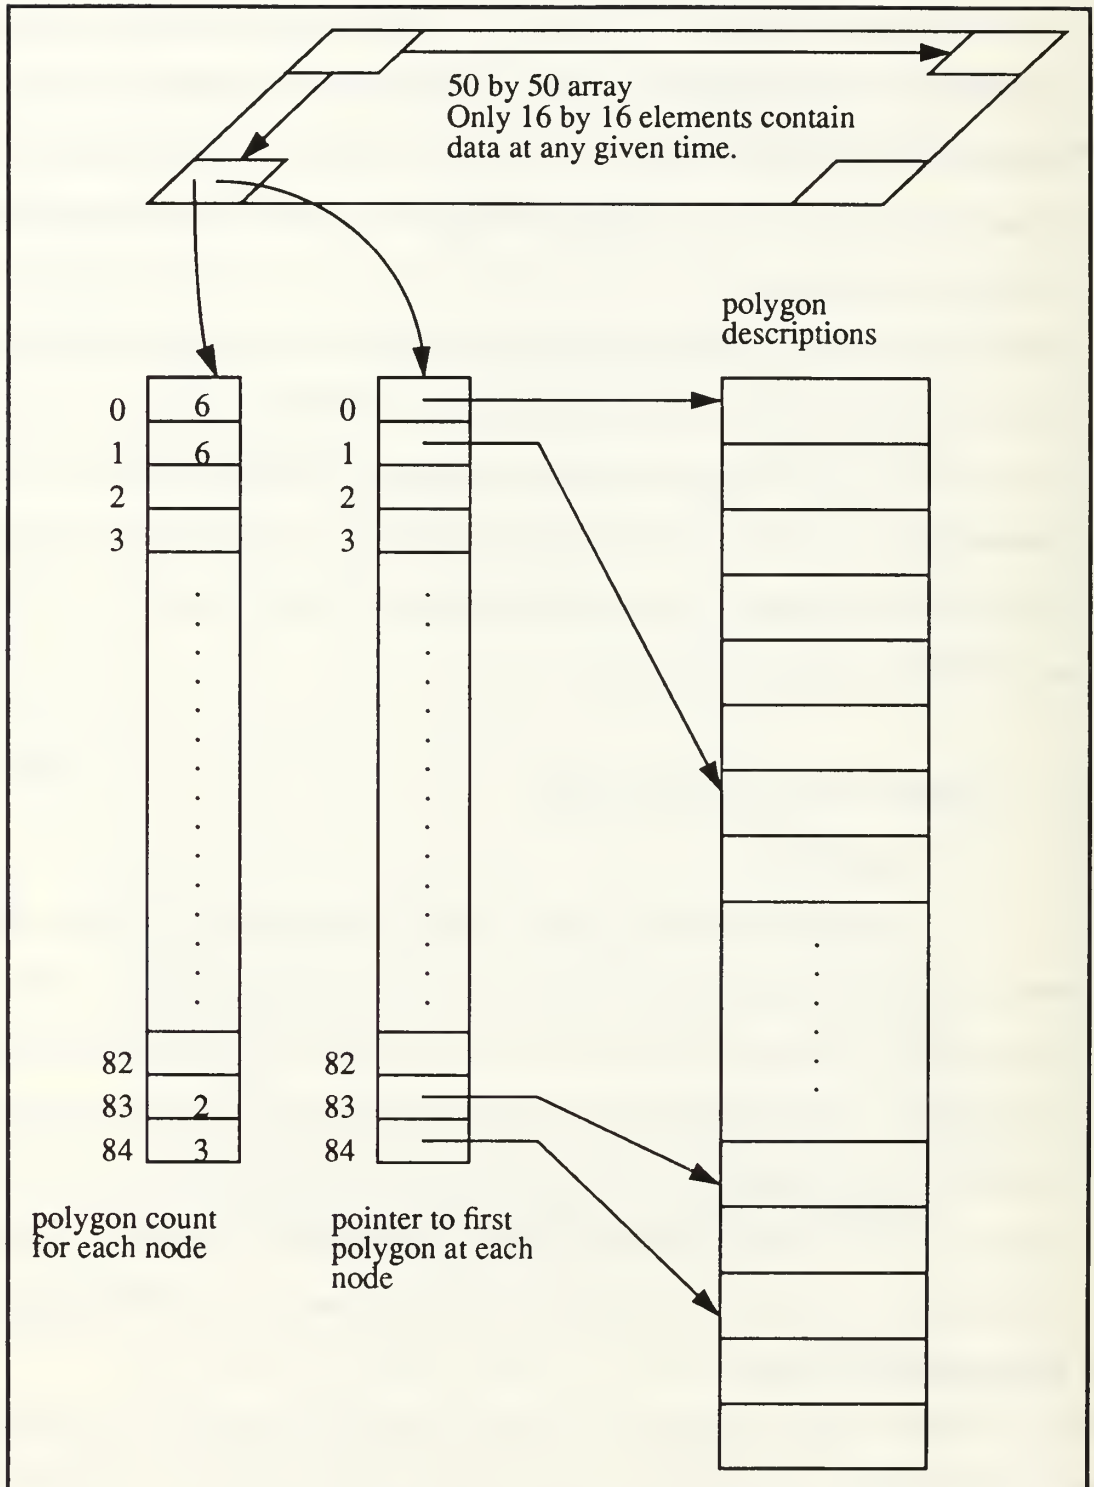 50 by 50 array
Only 16 by 16 elements contain
data at any given time.
polygon
descriptions
0 6 0
1 6 1
2 2
3 3
82 82
83 2 83
84 3 84
polygon count
for each node
pointer to first
polygon at each
node